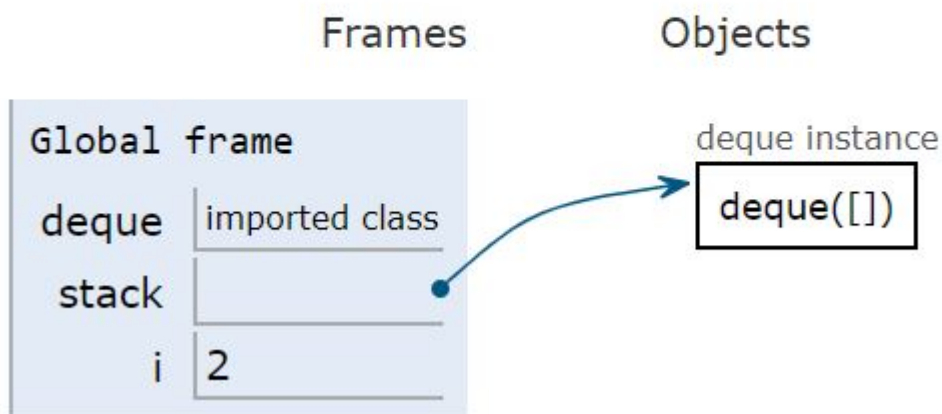 Frames Objects
Global frame
deque instance
deque imported class
deque([])
stack
i 2